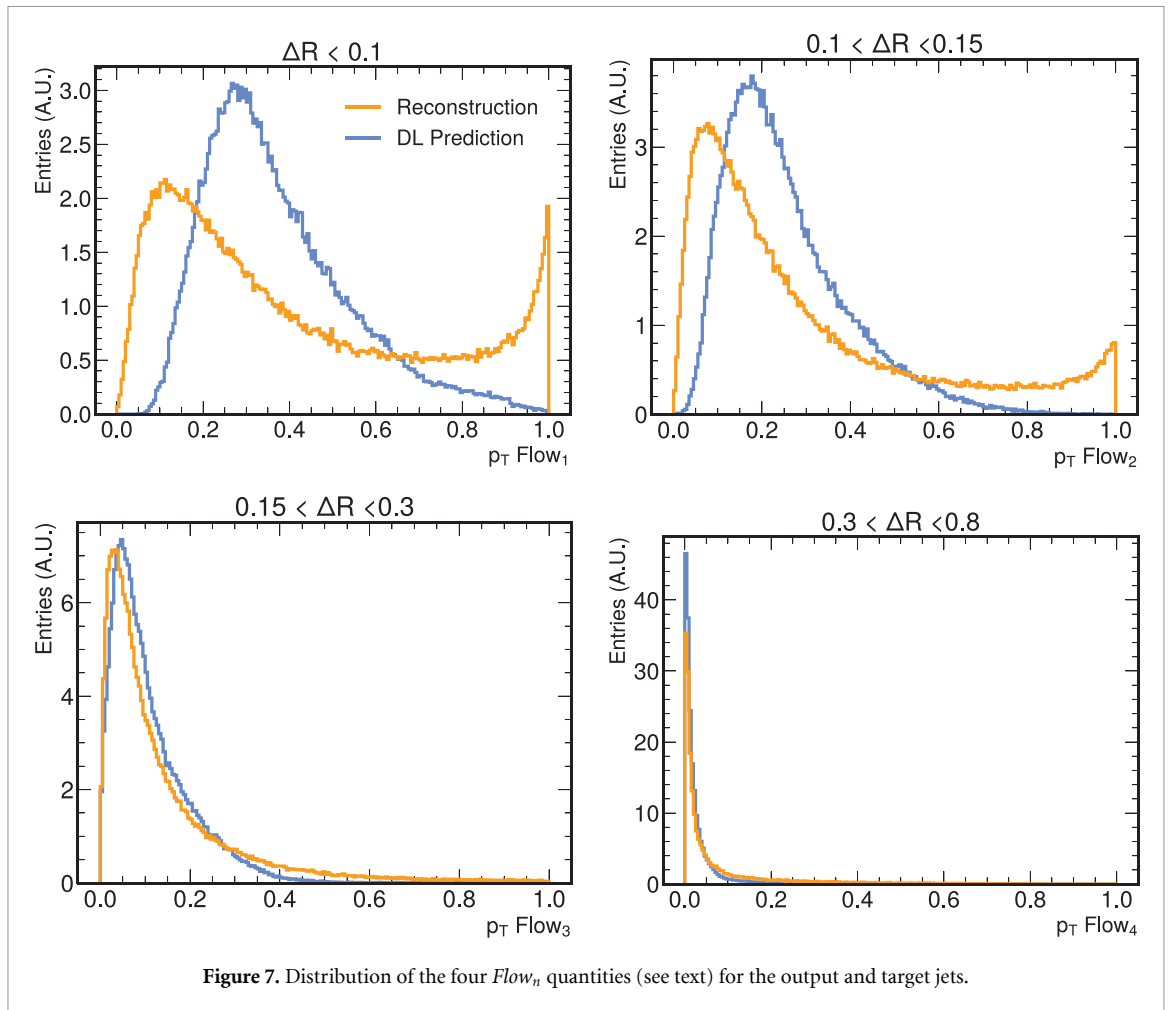 ΔR < 0.1
Entries (A.U.)
3.0
2.5
2.0
1.5
1.0
0.5
0.0
Reconstruction
DL Prediction
0.0 0.2 0.4 0.6 0.8 1.0
pT Flow1
0.1 < ΔR <0.15
Entries (A.U.)
3
2
1
0
0.0 0.2 0.4 0.6 0.8 1.0
pT Flow2
0.15 < ΔR <0.3
Entries (A.U.)
6
4
2
0
0.0 0.2 0.4 0.6 0.8 1.0
pT Flow3
0.3 < ΔR <0.8
Entries (A.U.)
40
30
20
10
0
0.0 0.2 0.4 0.6 0.8 1.0
pT Flow4
Figure 7. Distribution of the four Flown quantities (see text) for the output and target jets.